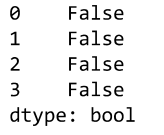 0    False
1    False
2    False
3    False
dtype: bool